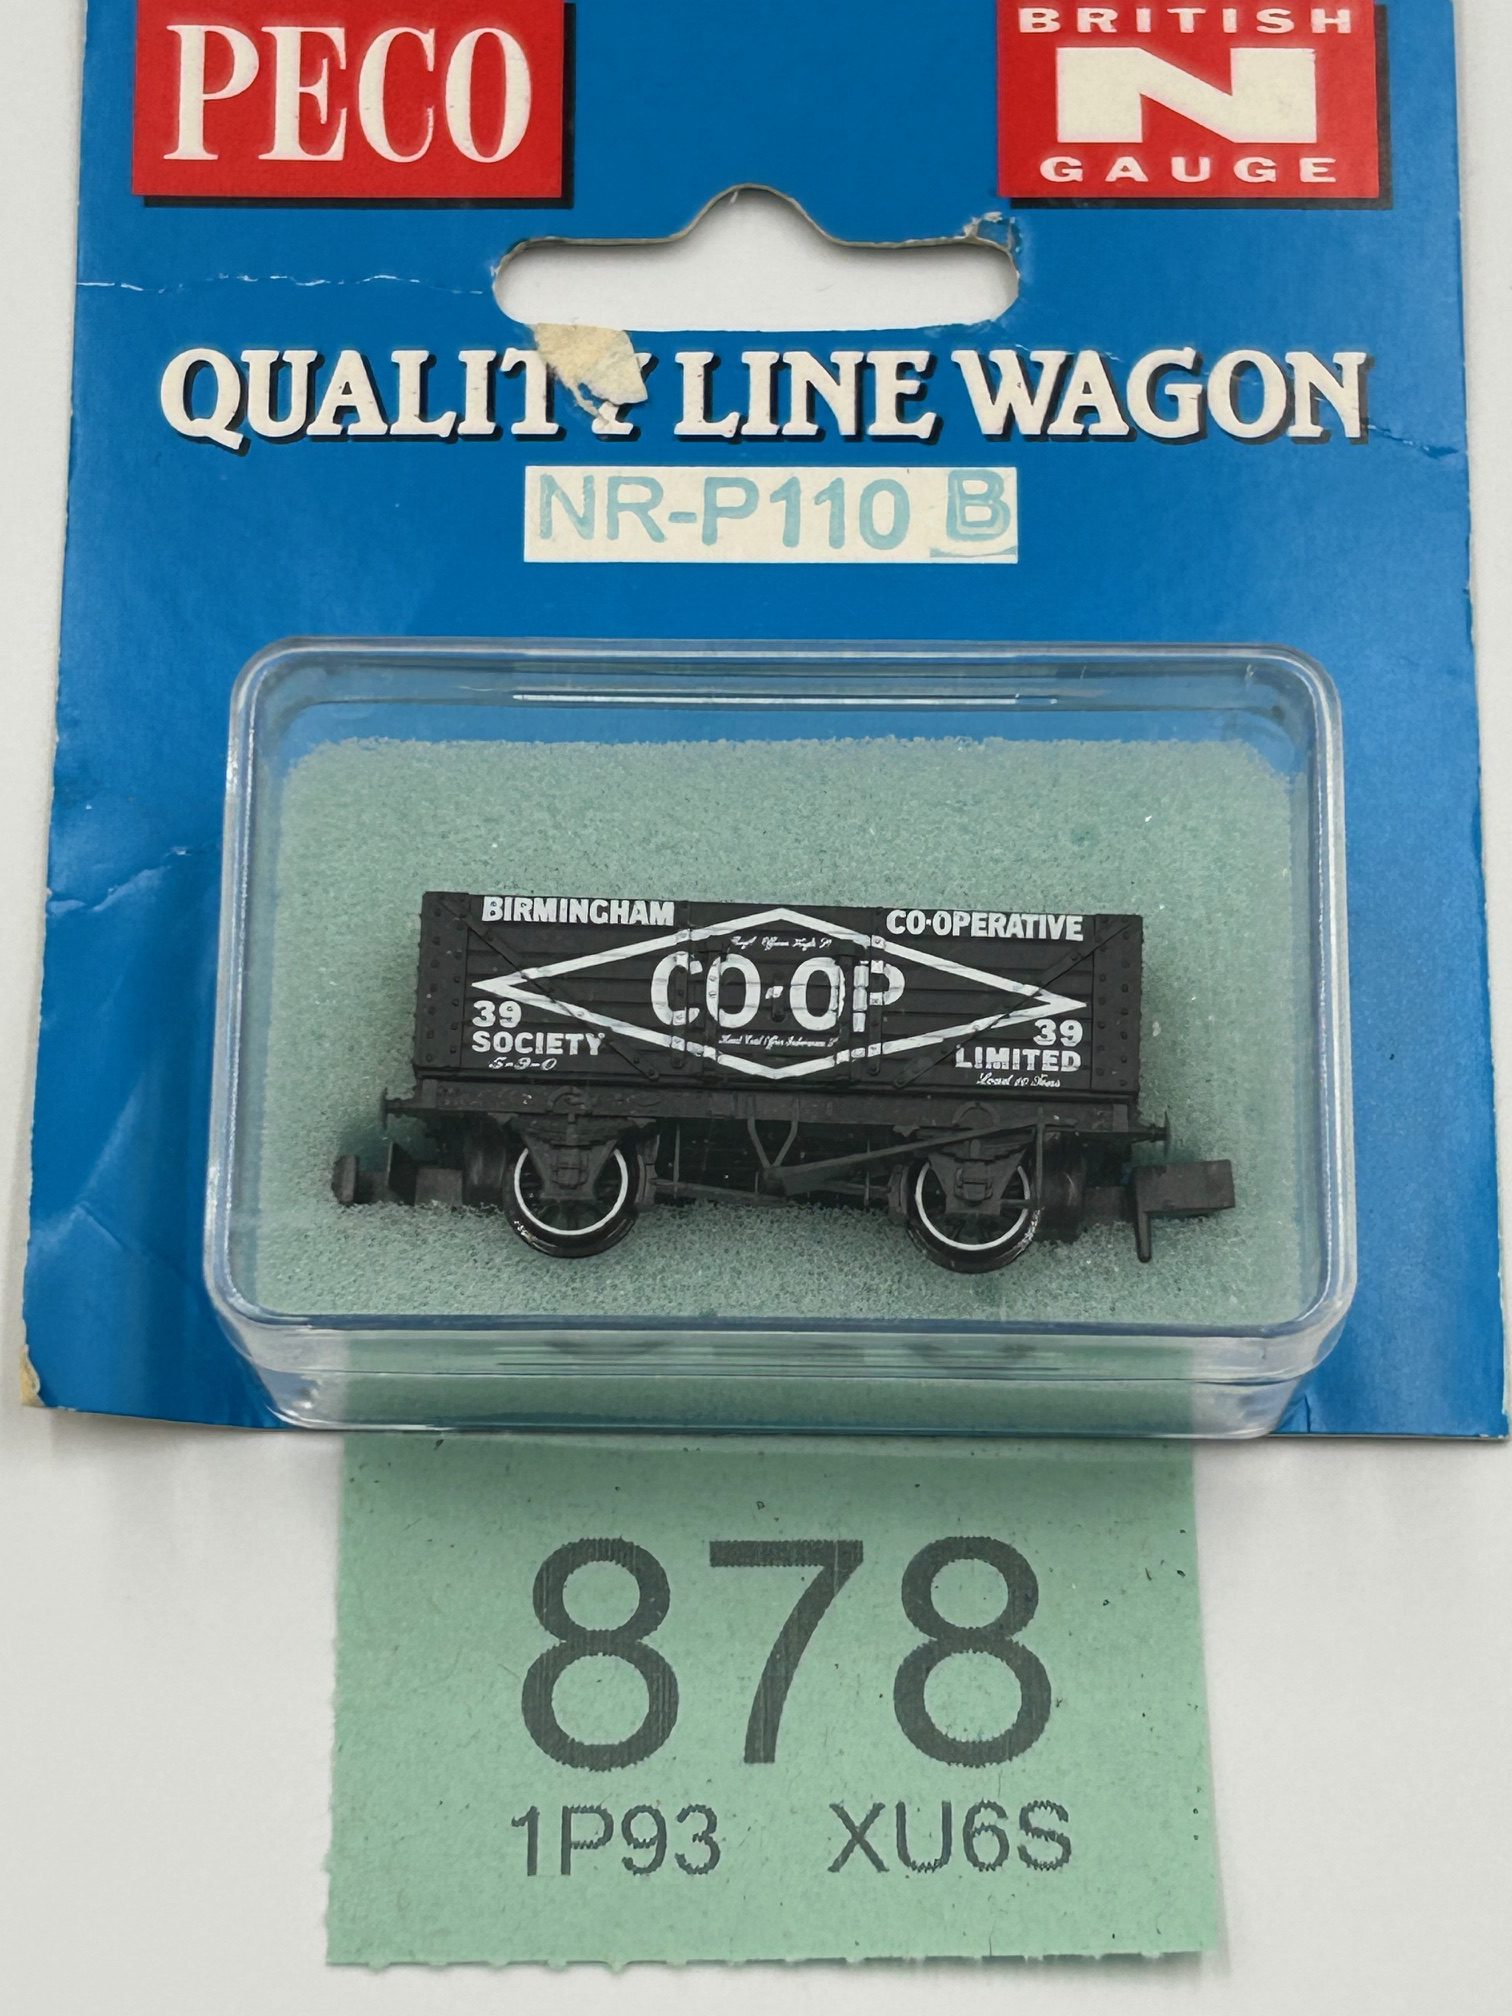 PECO
BRITISH
N
GAUGE
QUALITY LINE WAGON
NR-P110 B
BIRMINGHAM CO·OPERATIVE
CO·OP
39 39
SOCIETY LIMITED
5-9-0
878
1P93 XU6S